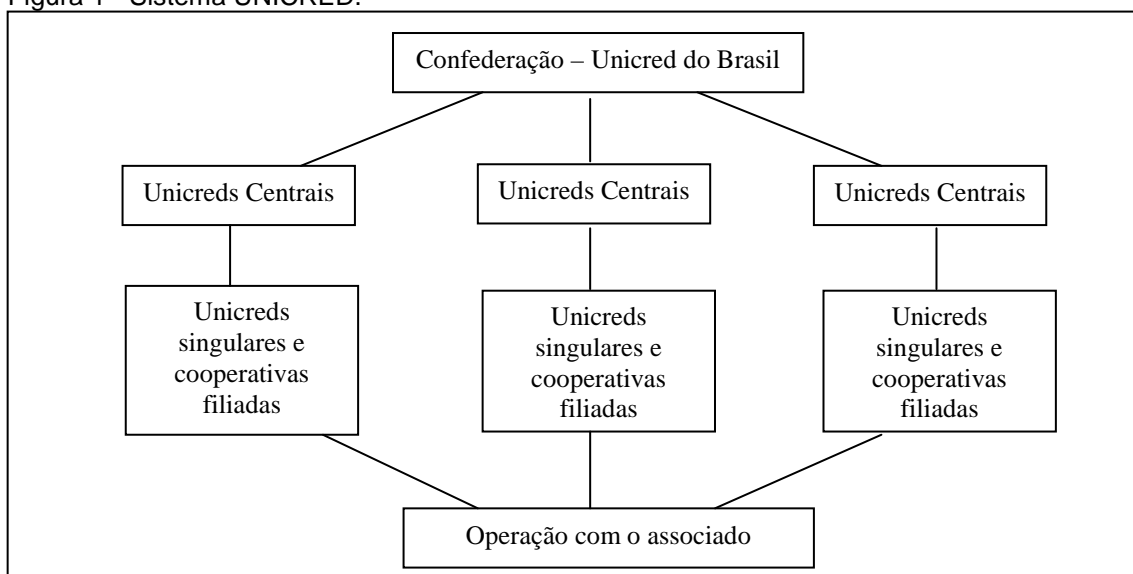 Figura 1 - Sistema UNICRED.
Confederação – Unicred do Brasil
Unicreds Centrais
Unicreds Centrais
Unicreds Centrais
Unicreds
singulares e
cooperativas
filiadas
Unicreds
singulares e
cooperativas
filiadas
Unicreds
singulares e
cooperativas
filiadas
Operação com o associado